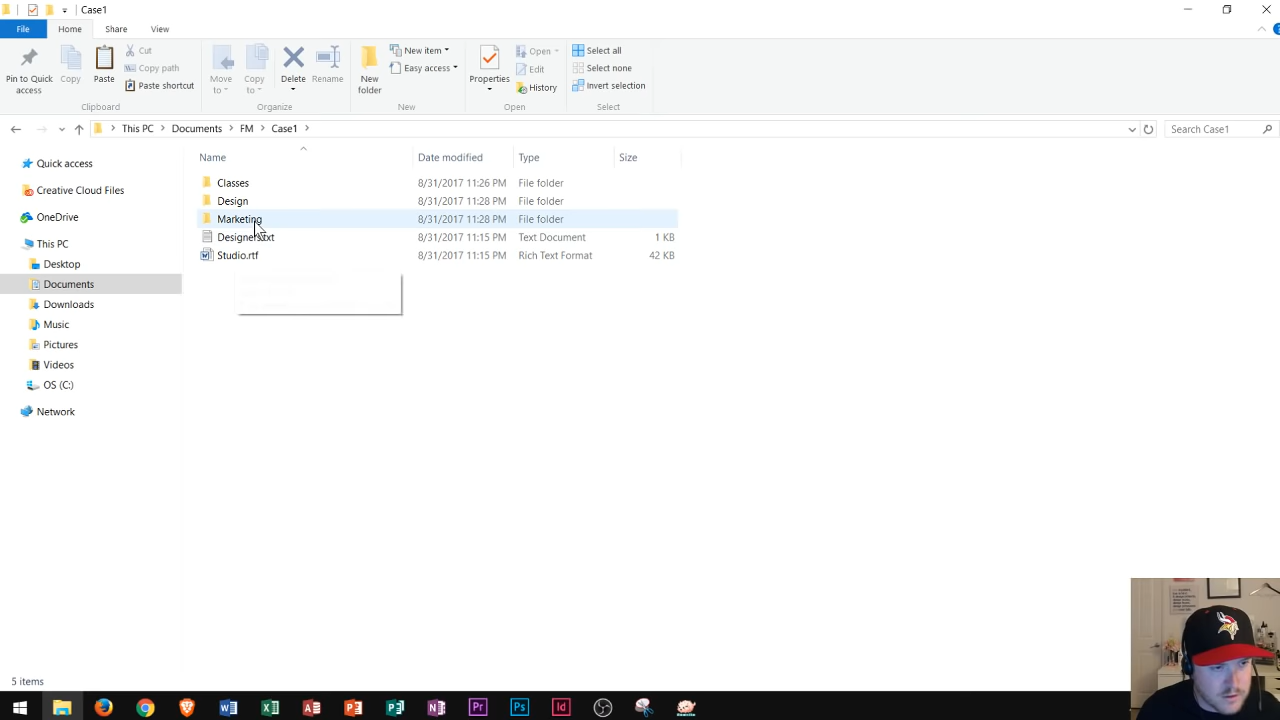 Case1
File Home Share View
Pin to Quick access
Copy
Paste
Cut
Copy path
Paste shortcut
Clipboard
Move to
Copy to
Delete
Rename
Organize
New folder
New item
Easy access
New
Properties
Open
Edit
History
Open
Select all
Select none
Invert selection
Select
This PC Documents FM Case1
Search Case1
Quick access
Creative Cloud Files
OneDrive
This PC
Desktop
Documents
Downloads
Music
Pictures
Videos
OS (C:)
Network
Name Date modified Type Size
Classes 8/31/2017 11:26 PM File folder
Design 8/31/2017 11:28 PM File folder
Marketing 8/31/2017 11:28 PM File folder
Designers.txt 8/31/2017 11:15 PM Text Document 1 KB
Studio.rtf 8/31/2017 11:15 PM Rich Text Format 42 KB
5 items